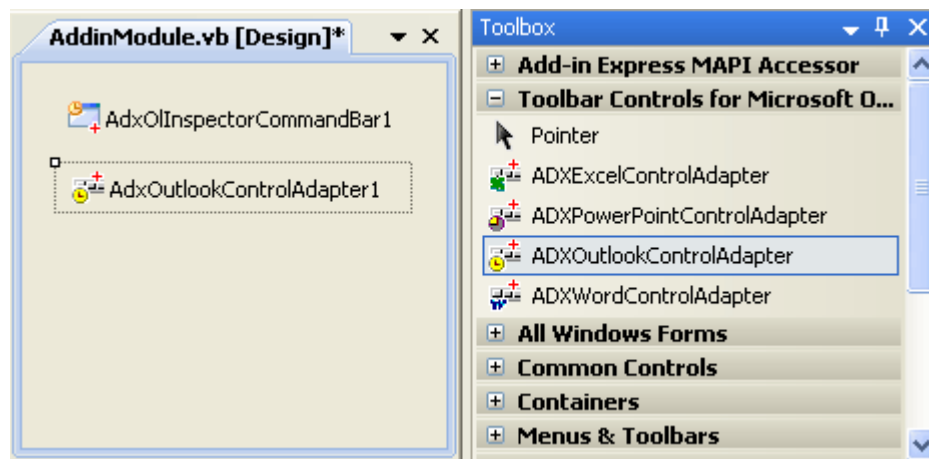 AddinModule.vb [Design]*
AdxOlInspectorCommandBar1
AdxOutlookControlAdapter1
Toolbox
Add-in Express MAPI Accessor
Toolbar Controls for Microsoft O...
Pointer
ADXExcelControlAdapter
ADXPowerPointControlAdapter
ADXOutlookControlAdapter
ADXWordControlAdapter
All Windows Forms
Common Controls
Containers
Menus & Toolbars